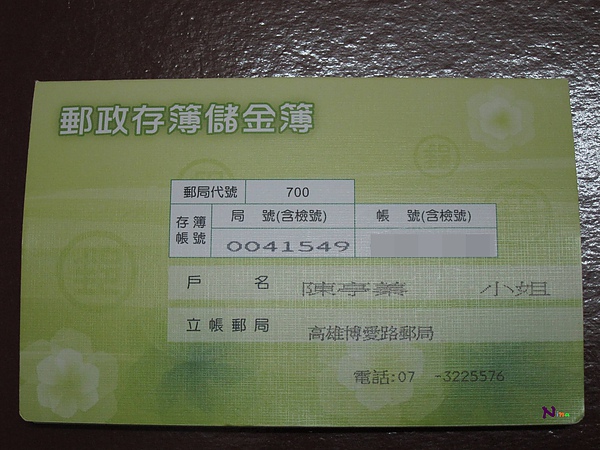 郵政存簿儲金簿
郵局代號 700
存簿帳號 局 號(含檢號) 帳 號(含檢號)
0041549
戶 名 陳亭蓁 小姐
立帳郵局 高雄博愛路郵局
電話:07 -3225576